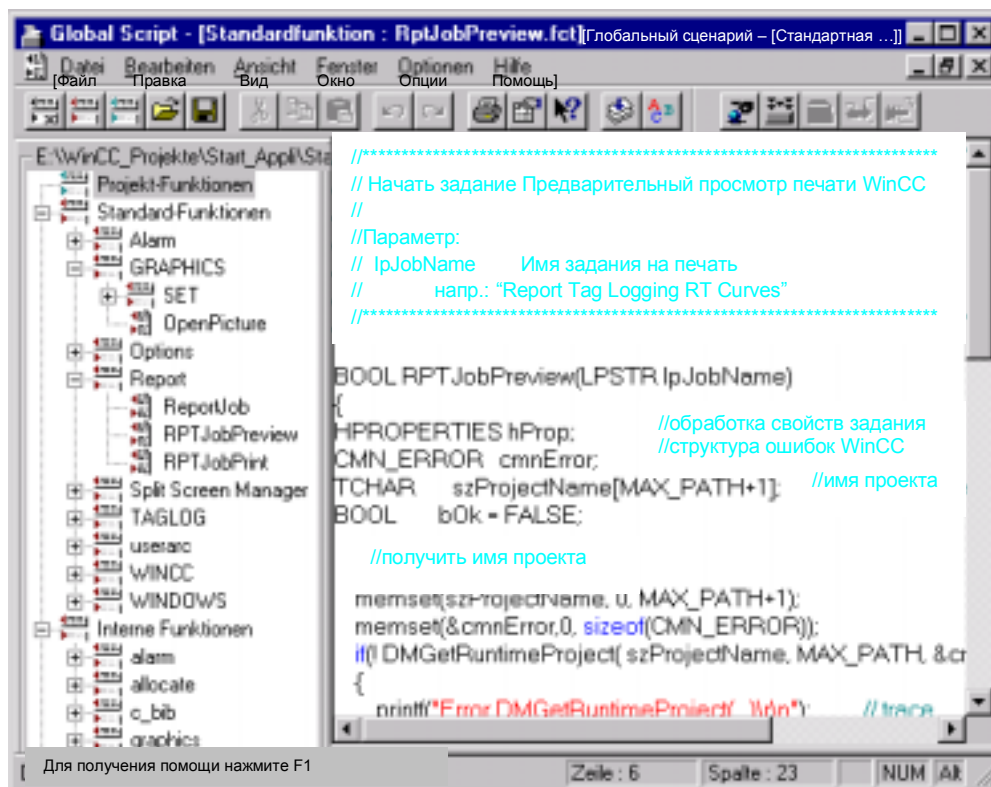 Global Script - [Standardfunktion : RptJobPreview.fct][Глобальный сценарий – [Стандартная …]]
Datei Bearbeiten Ansicht Fenster Optionen Hilfe
[Файл Правка Вид Окно Опции Помощь]
E:\WinCC_Projekte\Start_Appli\Sta
Projekt-Funktionen
Standard-Funktionen
Alarm
GRAPHICS
SET
OpenPicture
Options
Report
ReportJob
RPTJobPreview
RPTJobPrint
Split Screen Manager
TAGLOG
userarc
WINCC
WINDOWS
Interne Funktionen
alarm
allocate
c_bib
graphics
//****************************************************************************
// Начать задание Предварительный просмотр печати WinCC
//
//Параметр:
// lpJobName Имя задания на печать
// напр.: “Report Tag Logging RT Curves”
//****************************************************************************
BOOL RPTJobPreview(LPSTR lpJobName)
{
HPROPERTIES hProp; //обработка свойств задания
CMN_ERROR cmnError; //структура ошибок WinCC
TCHAR szProjectName[MAX_PATH+1]; //имя проекта
BOOL bOk = FALSE;
//получить имя проекта
memset(szProjectName, 0, MAX_PATH+1);
memset(&cmnError,0, sizeof(CMN_ERROR));
if(! DMGetRuntimeProject( szProjectName, MAX_PATH, &cr
{
printf("Error DMGetRuntimeProject(..)\r\n"); // trace
Для получения помощи нажмите F1
Zeile : 6 Spalte : 23 NUM Alt